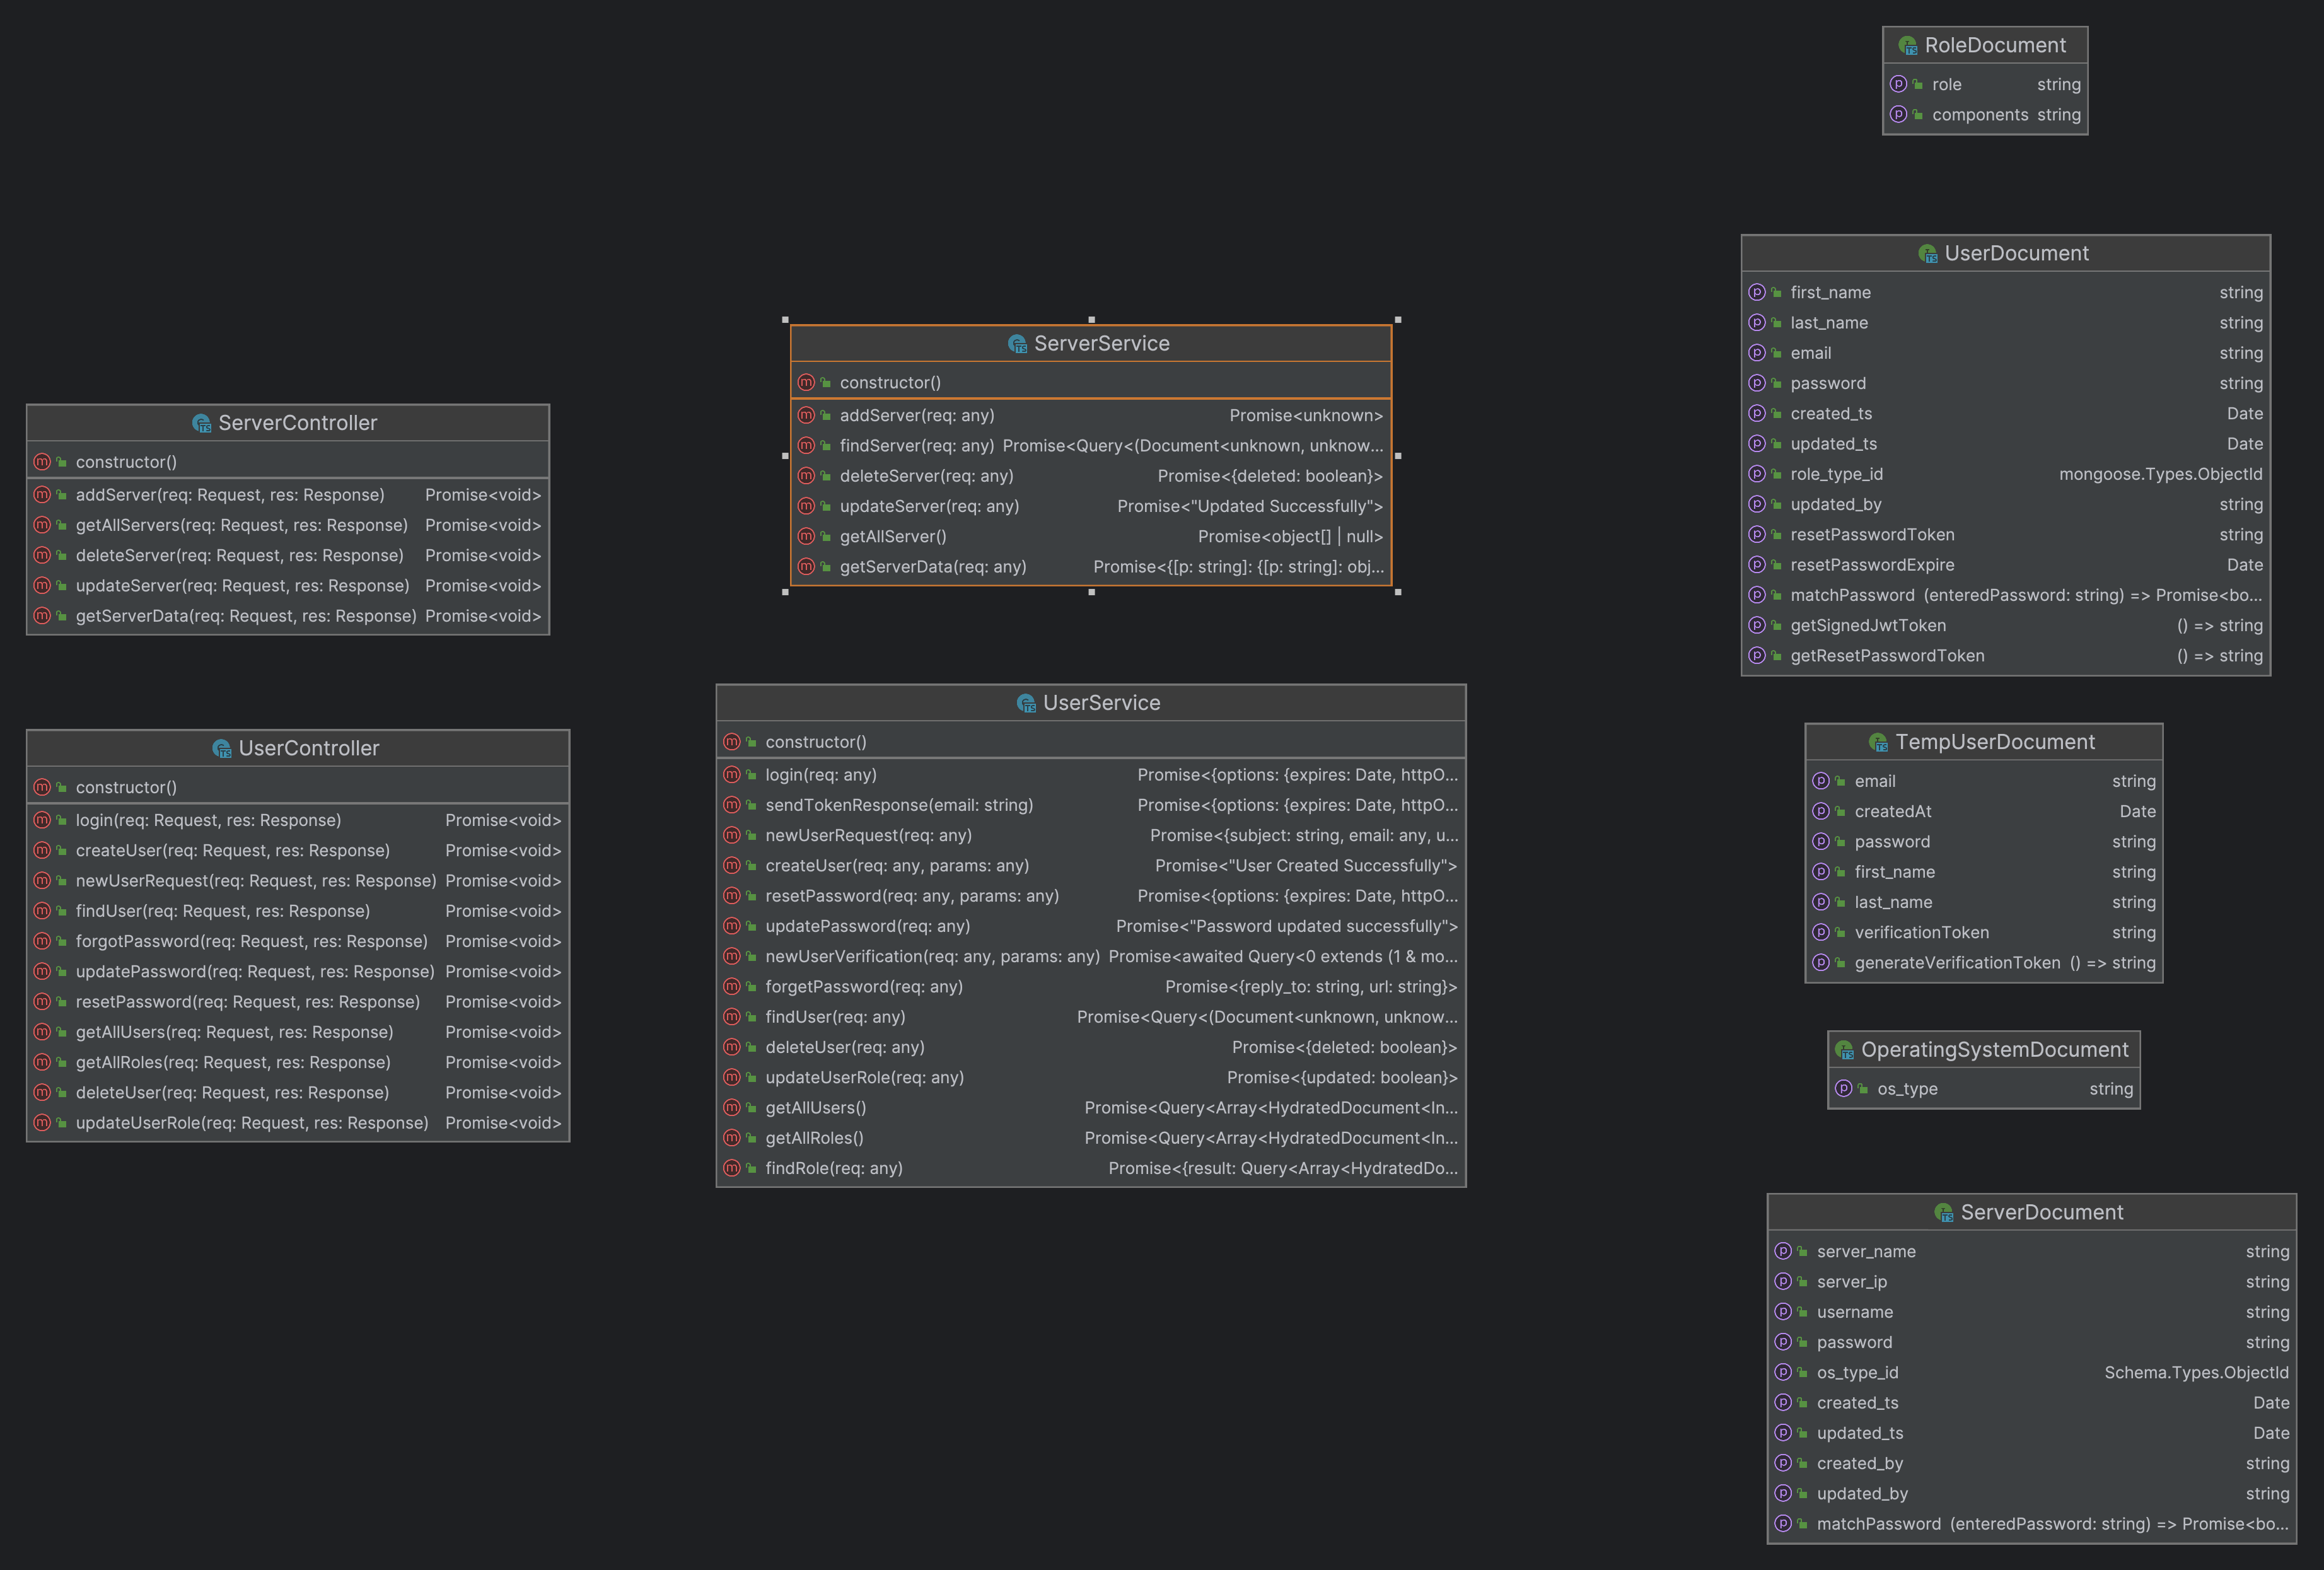 RoleDocument
role string
components string
UserDocument
first_name string
last_name string
email string
password string
created_ts Date
updated_ts Date
role_type_id mongoose.Types.ObjectId
updated_by string
resetPasswordToken string
resetPasswordExpire Date
matchPassword (enteredPassword: string) => Promise<bo...
getSignedJwtToken () => string
getResetPasswordToken () => string
ServerService
constructor()
addServer(req: any) Promise<unknown>
findServer(req: any) Promise<Query<(Document<unknown, unknow...
deleteServer(req: any) Promise<{deleted: boolean}>
updateServer(req: any) Promise<"Updated Successfully">
getAllServer() Promise<object[] | null>
getServerData(req: any) Promise<{[p: string]: {[p: string]: obj...
ServerController
constructor()
addServer(req: Request, res: Response) Promise<void>
getAllServers(req: Request, res: Response) Promise<void>
deleteServer(req: Request, res: Response) Promise<void>
updateServer(req: Request, res: Response) Promise<void>
getServerData(req: Request, res: Response) Promise<void>
UserController
constructor()
login(req: Request, res: Response) Promise<void>
createUser(req: Request, res: Response) Promise<void>
newUserRequest(req: Request, res: Response) Promise<void>
findUser(req: Request, res: Response) Promise<void>
forgotPassword(req: Request, res: Response) Promise<void>
updatePassword(req: Request, res: Response) Promise<void>
resetPassword(req: Request, res: Response) Promise<void>
getAllUsers(req: Request, res: Response) Promise<void>
getAllRoles(req: Request, res: Response) Promise<void>
deleteUser(req: Request, res: Response) Promise<void>
updateUserRole(req: Request, res: Response) Promise<void>
UserService
constructor()
login(req: any) Promise<{options: {expires: Date, httpO...
sendTokenResponse(email: string) Promise<{options: {expires: Date, httpO...
newUserRequest(req: any) Promise<{subject: string, email: any, u...
createUser(req: any, params: any) Promise<"User Created Successfully">
resetPassword(req: any, params: any) Promise<{options: {expires: Date, httpO...
updatePassword(req: any) Promise<"Password updated successfully">
newUserVerification(req: any, params: any) Promise<awaited Query<0 extends (1 & mo...
forgetPassword(req: any) Promise<{reply_to: string, url: string}>
findUser(req: any) Promise<Query<(Document<unknown, unknow...
deleteUser(req: any) Promise<{deleted: boolean}>
updateUserRole(req: any) Promise<{updated: boolean}>
getAllUsers() Promise<Query<Array<HydratedDocument<In...
getAllRoles() Promise<Query<Array<HydratedDocument<In...
findRole(req: any) Promise<{result: Query<Array<HydratedDo...
TempUserDocument
email string
createdAt Date
password string
first_name string
last_name string
verificationToken string
generateVerificationToken () => string
OperatingSystemDocument
os_type string
ServerDocument
server_name string
server_ip string
username string
password string
os_type_id Schema.Types.ObjectId
created_ts Date
updated_ts Date
created_by string
updated_by string
matchPassword (enteredPassword: string) => Promise<bo...